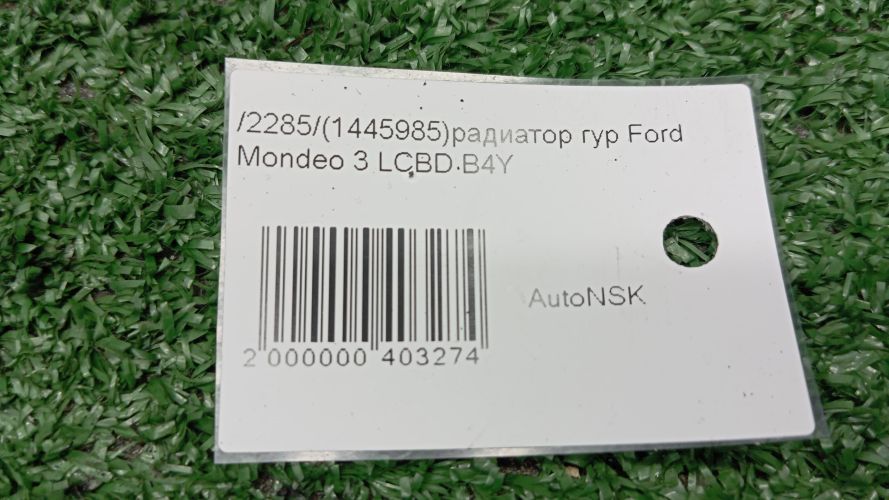 /2285/(1445985)радиатор гур Ford
Mondeo 3 LCBD.B4Y
AutoNSK
2 000000 403274